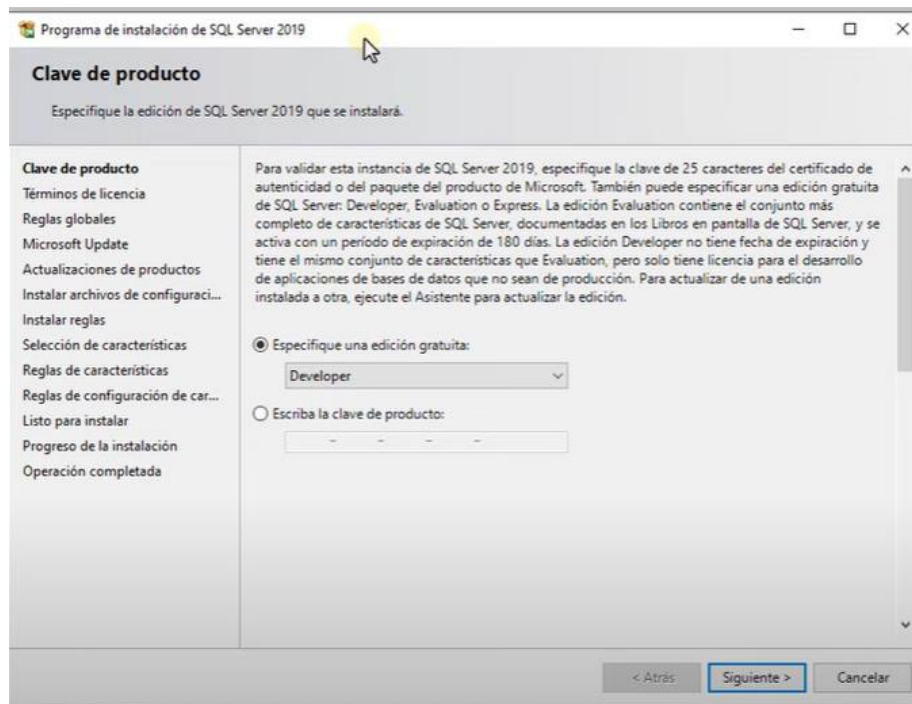 Programa de instalación de SQL Server 2019
Clave de producto
Especifique la edición de SQL Server 2019 que se instalará.
Clave de producto
Términos de licencia
Reglas globales
Microsoft Update
Actualizaciones de productos
Instalar archivos de configuraci...
Instalar reglas
Selección de características
Reglas de características
Reglas de configuración de car...
Listo para instalar
Progreso de la instalación
Operación completada
Para validar esta instancia de SQL Server 2019, especifique la clave de 25 caracteres del certificado de
autenticidad o del paquete del producto de Microsoft. También puede especificar una edición gratuita
de SQL Server: Developer, Evaluation o Express. La edición Evaluation contiene el conjunto más
completo de características de SQL Server, documentadas en los Libros en pantalla de SQL Server, y se
activa con un período de expiración de 180 días. La edición Developer no tiene fecha de expiración y
tiene el mismo conjunto de características que Evaluation, pero solo tiene licencia para el desarrollo
de aplicaciones de bases de datos que no sean de producción. Para actualizar de una edición
instalada a otra, ejecute el Asistente para actualizar la edición.
Especifique una edición gratuita:
Developer
Escriba la clave de producto:
- - - -
< Atrás Siguiente > Cancelar